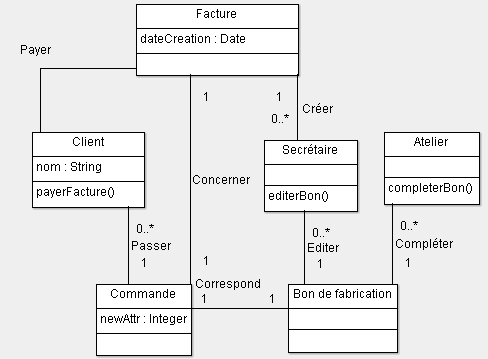 Facture
dateCreation : Date
Payer
1
1
Créer
0..*
Client
nom : String
payerFacture()
Secrétaire
editerBon()
Atelier
completerBon()
Concerner
0..*
Passer
1
1
0..*
Editer
1
0..*
Compléter
1
Correspond
1
1
Commande
newAttr : Integer
Bon de fabrication